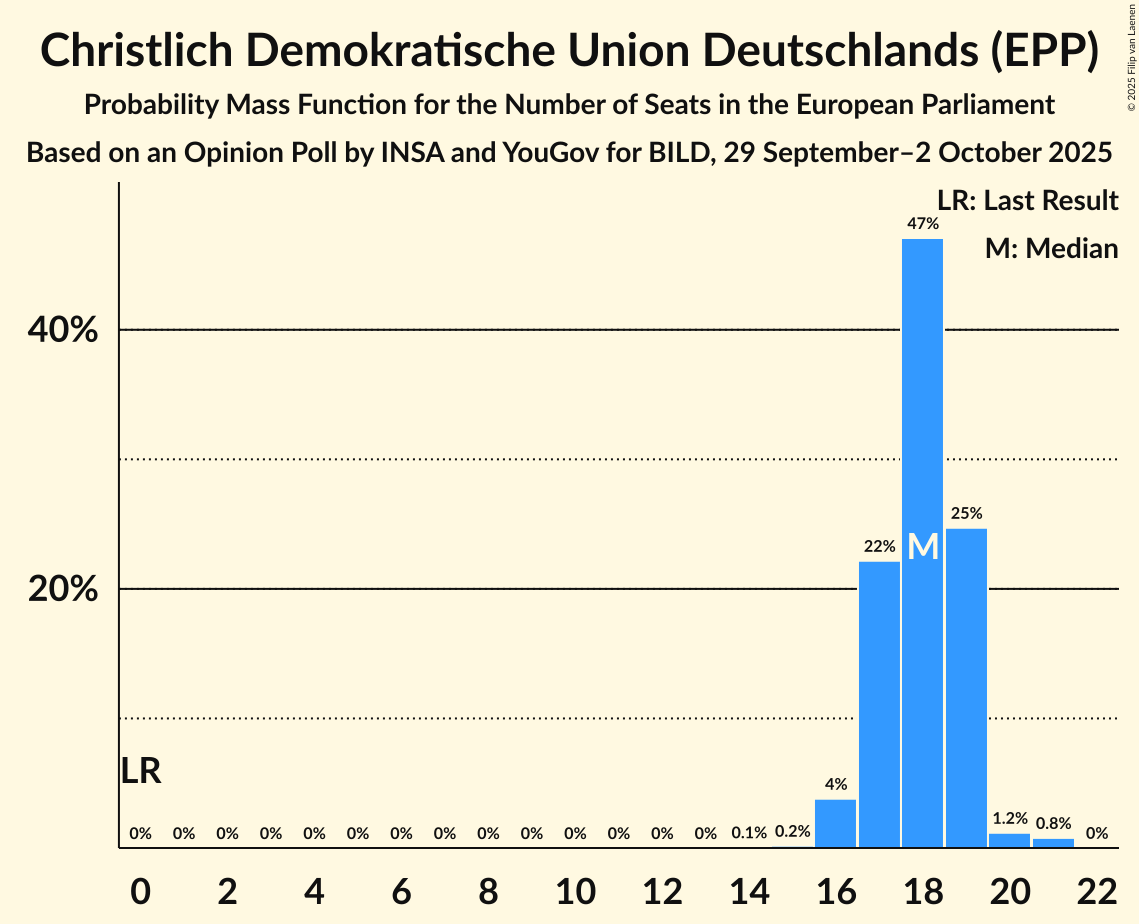 Christlich Demokratische Union Deutschlands (EPP)
Probability Mass Function for the Number of Seats in the European Parliament
Based on an Opinion Poll by INSA and YouGov for BILD, 29 September–2 October 2025
© 2025 Filip van Laenen
LR: Last Result
M: Median
47%
40%
25%
22%
M
20%
LR
4%
0% 0% 0% 0% 0% 0% 0% 0% 0% 0% 0% 0% 0% 0% 0.1% 0.2% 1.2% 0.8% 0%
0 2 4 6 8 10 12 14 16 18 20 22